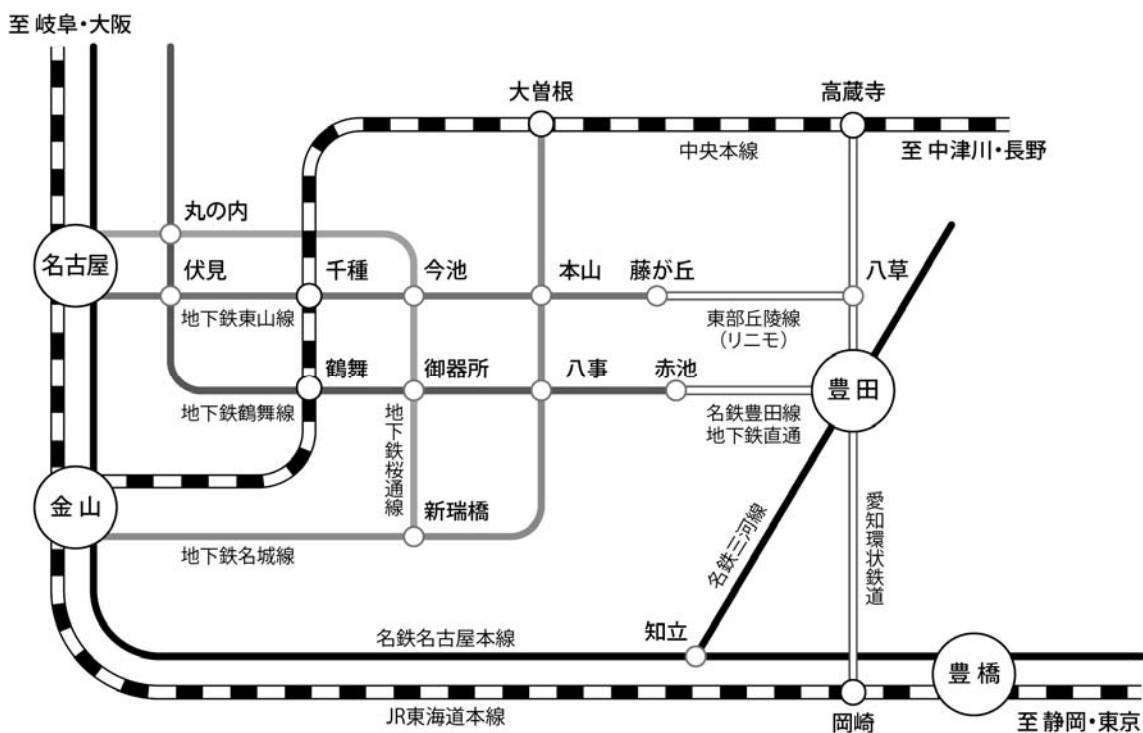 至 岐阜・大阪
大曽根
高蔵寺
中央本線
至 中津川・長野
丸の内
名古屋
伏見
千種
今池
本山
藤が丘
八草
地下鉄東山線
東部丘陵線
（リニモ）
鶴舞
御器所
八事
赤池
豊田
地下鉄鶴舞線
地下鉄桜通線
名鉄豊田線
地下鉄直通
金山
新瑞橋
地下鉄名城線
名鉄三河線
愛知環状鉄道
名鉄名古屋本線
知立
豊橋
JR東海道本線
岡崎
至 静岡・東京